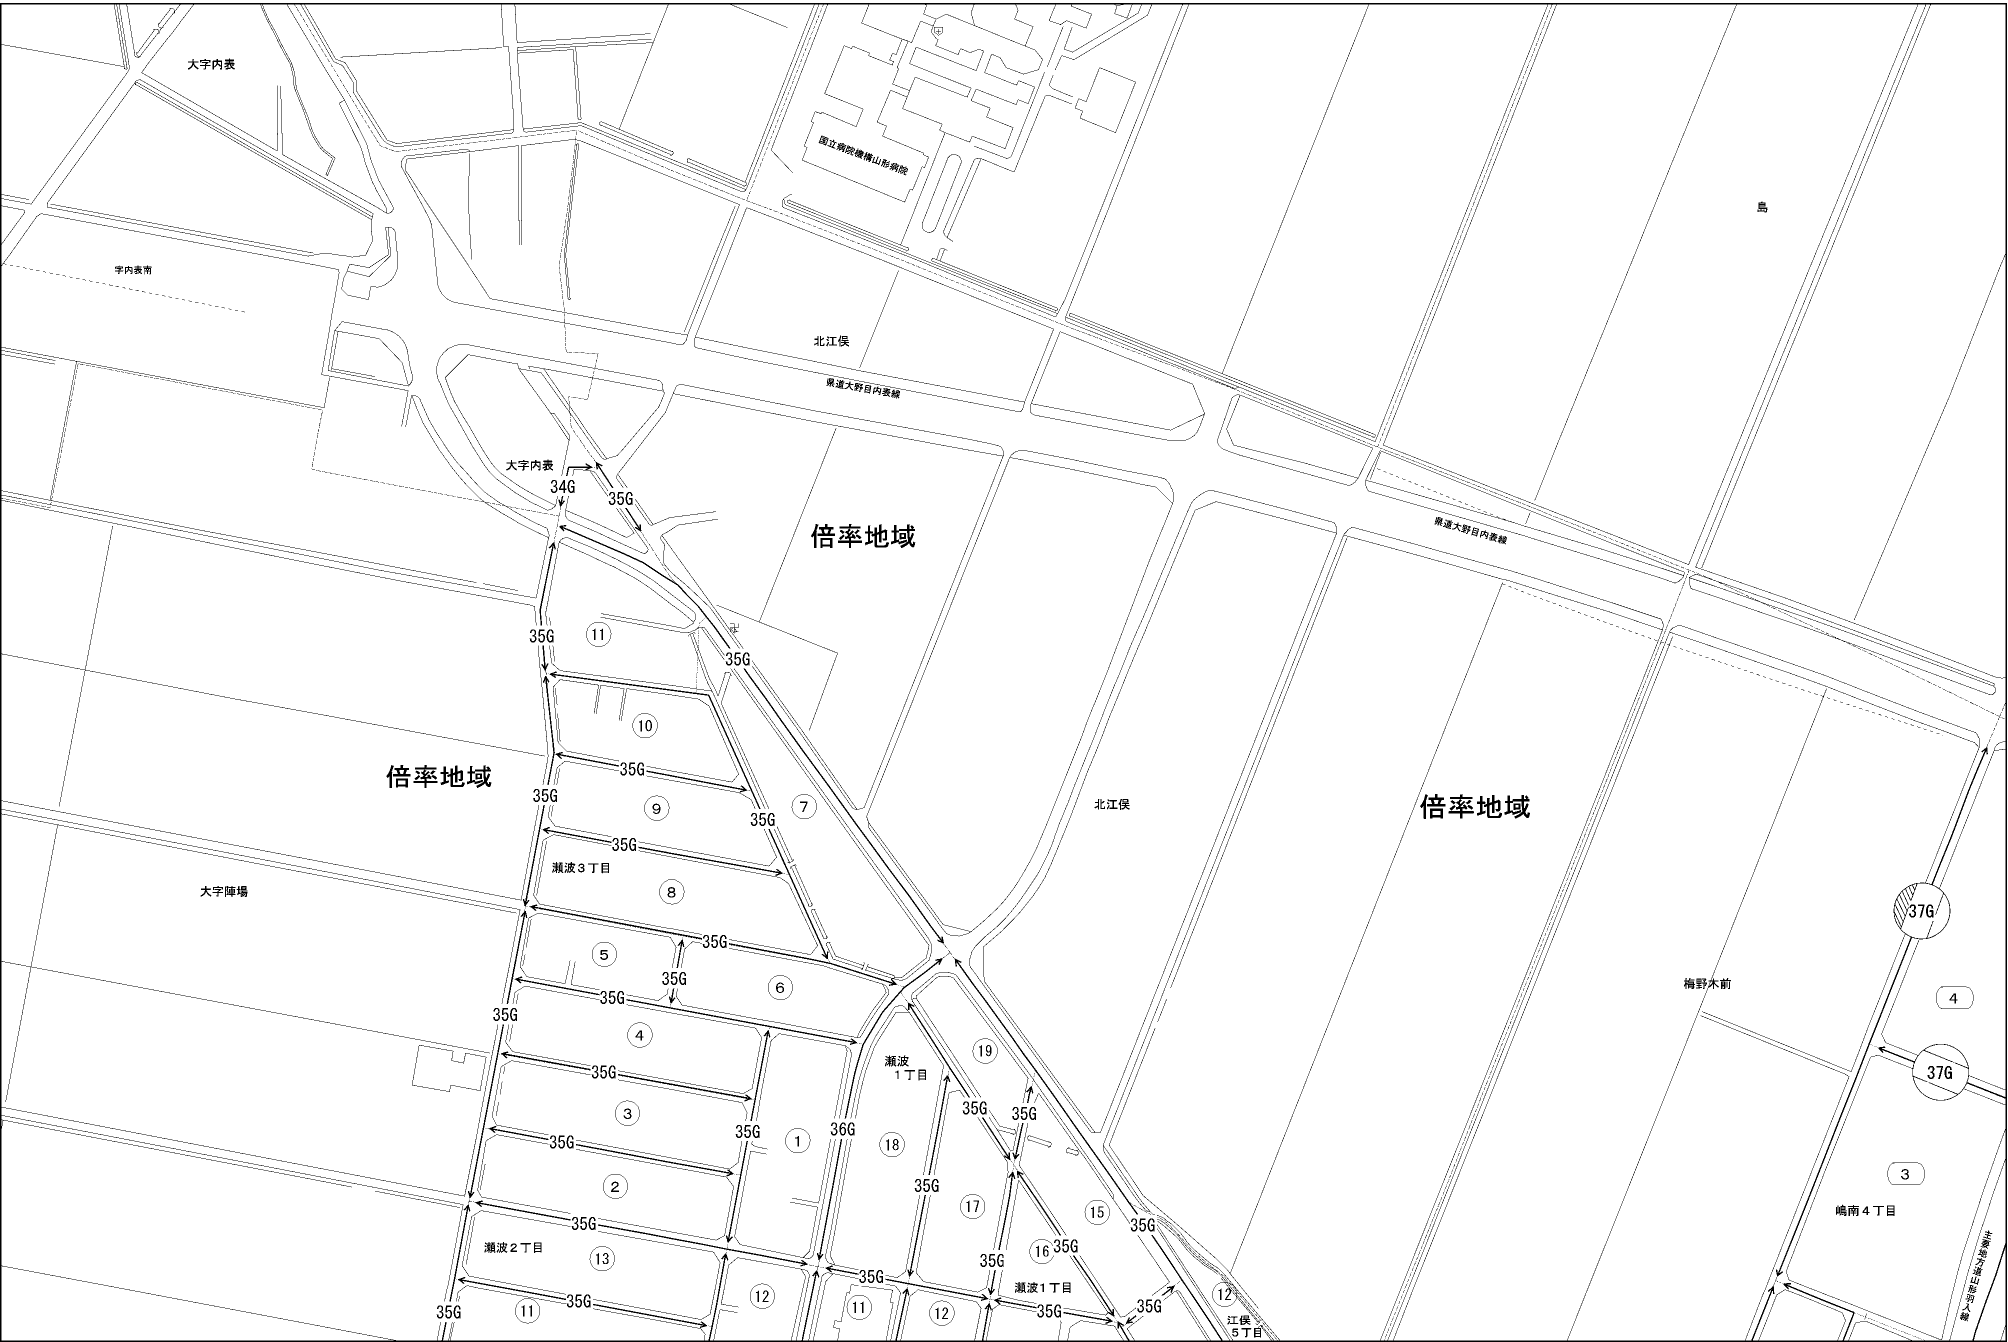 大字内表
国立病院機構山形病院
島
字内表南
北江俣
県道大野目内表線
大字内表
34G
35G
倍率地域
県道大野目内表線
11
35G
35G
10
35G
倍率地域
35G
9
7
35G
北江俣
倍率地域
35G
瀬波3丁目
8
大字陣場
37G
35G
5
35G
6
35G
梅野木前
4
35G
4
19
瀬波
1丁目
35G
37G
3
35G
35G
35G
36G
1
18
35G
3
2
35G
17
15
嶋南4丁目
35G
35G
瀬波2丁目
13
16
35G
35G
主要地方道山形羽入線
35G
瀬波1丁目
12
35G
11
35G
12
11
12
35G
35G
江俣
5丁目